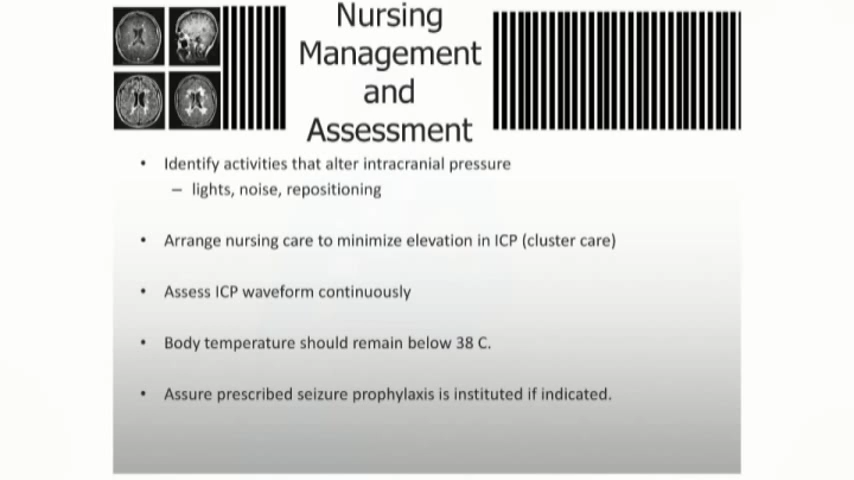 Nursing
Management
and
Assessment
• Identify activities that alter intracranial pressure
– lights, noise, repositioning
• Arrange nursing care to minimize elevation in ICP (cluster care)
• Assess ICP waveform continuously
• Body temperature should remain below 38 C.
• Assure prescribed seizure prophylaxis is instituted if indicated.